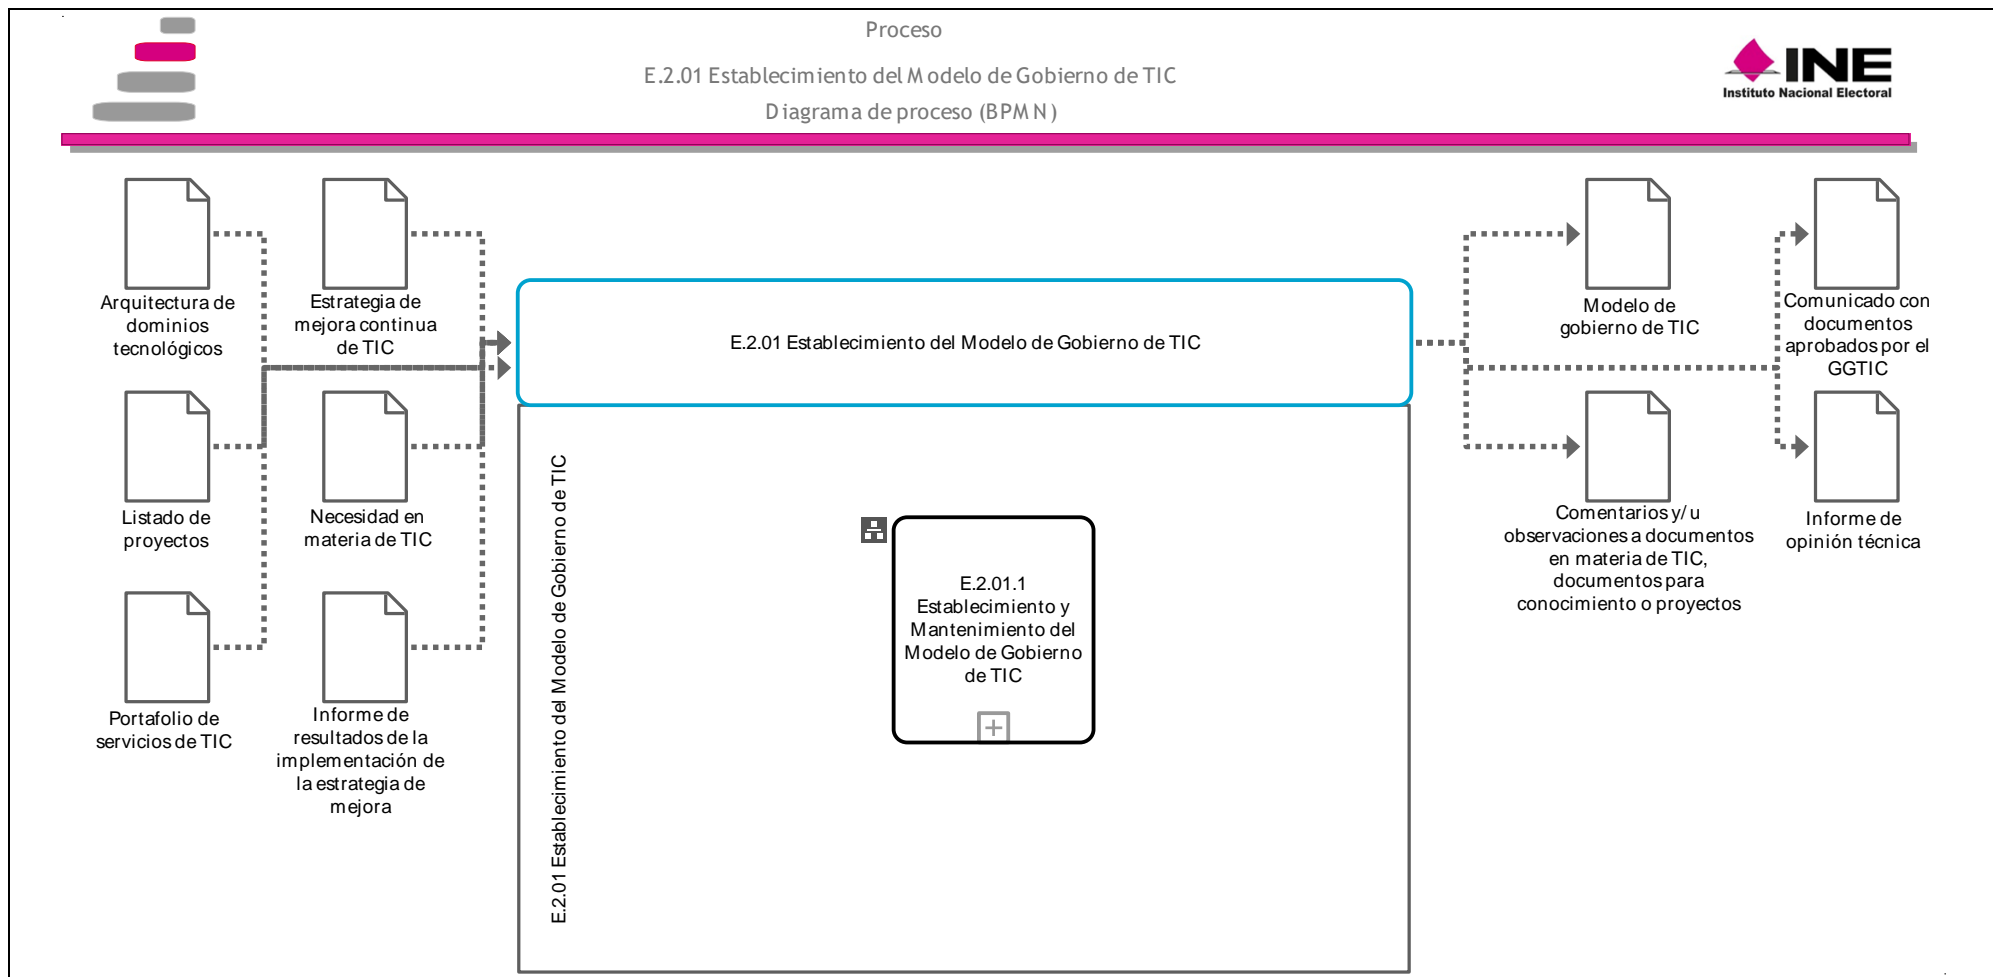 Proceso
E.2.01 Establecimiento del Modelo de Gobierno de TIC
Diagrama de proceso (BPMN)
INE
Instituto Nacional Electoral
Arquitectura de
dominios
tecnológicos
Estrategia de
mejora continua
de TIC
Listado de
proyectos
Necesidad en
materia de TIC
Portafolio de
servicios de TIC
Informe de
resultados de la
implementación de
la estrategia de
mejora
E.2.01 Establecimiento del Modelo de Gobierno de TIC
E.2.01 Establecimiento del Modelo de Gobierno de TIC
E.2.01.1
Establecimiento y
Mantenimiento del
Modelo de Gobierno
de TIC
Modelo de
gobierno de TIC
Comunicado con
documentos
aprobados por el
GGTIC
Comentarios y/u
observaciones a documentos
en materia de TIC,
documentos para
conocimiento o proyectos
Informe de
opinión técnica